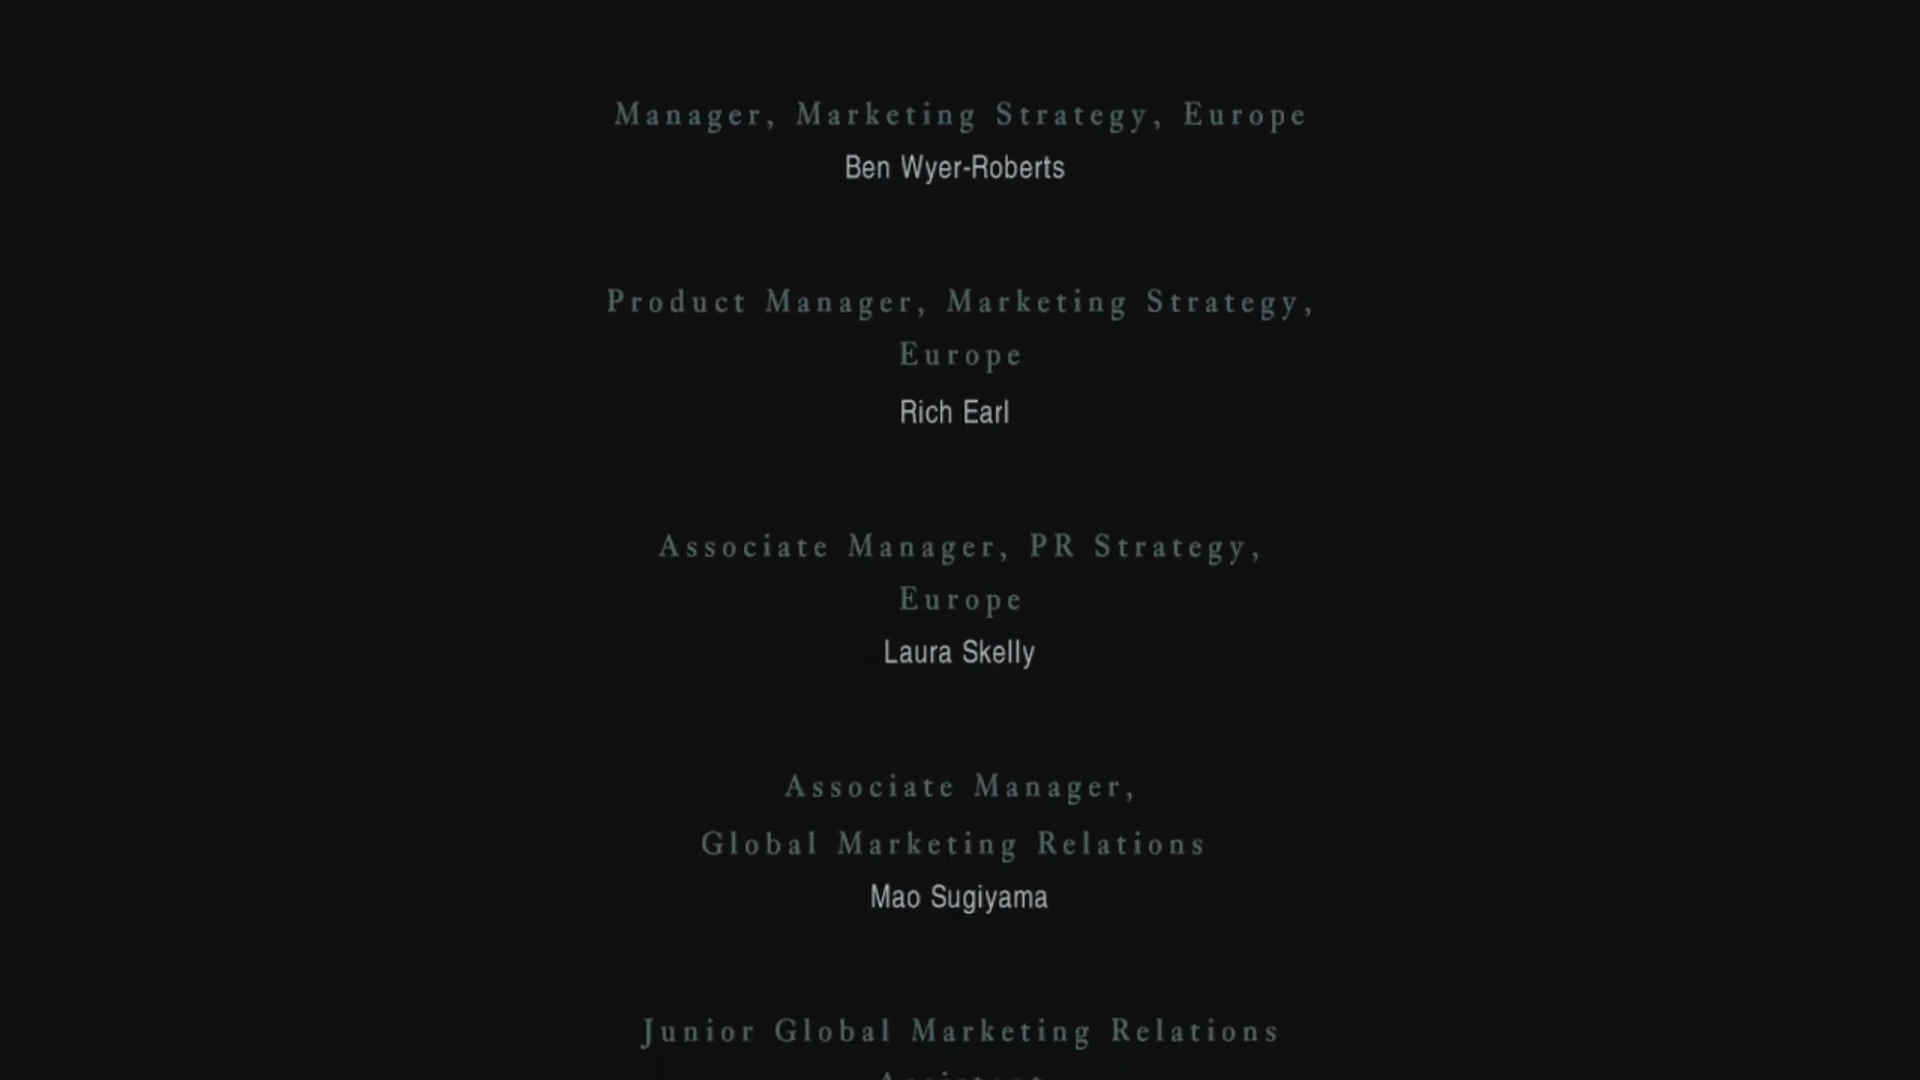 Manager, Marketing Strategy, Europe
Ben Wyer-Roberts
Product Manager, Marketing Strategy,
Europe
Rich Earl
Associate Manager, PR Strategy,
Europe
Laura Skelly
Associate Manager,
Global Marketing Relations
Mao Sugiyama
Junior Global Marketing Relations